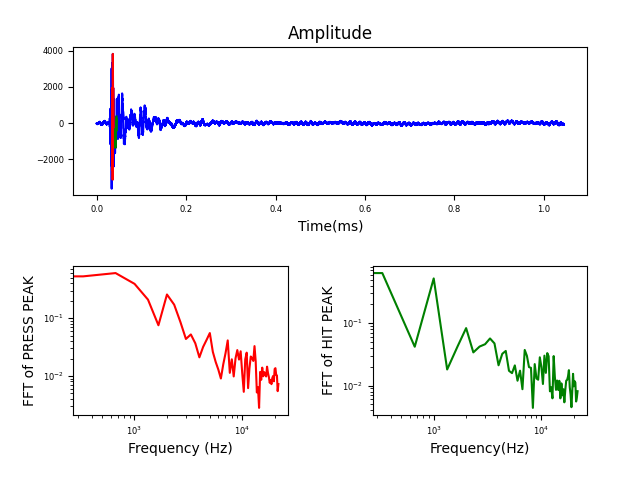 Amplitude
4000
2000
0
−2000
0.0 0.2 0.4 0.6 0.8 1.0
Time(ms)
FFT of PRESS PEAK
10⁻¹
10⁻²
10³ 10⁴
Frequency (Hz)
FFT of HIT PEAK
10⁻¹
10⁻²
10³ 10⁴
Frequency(Hz)